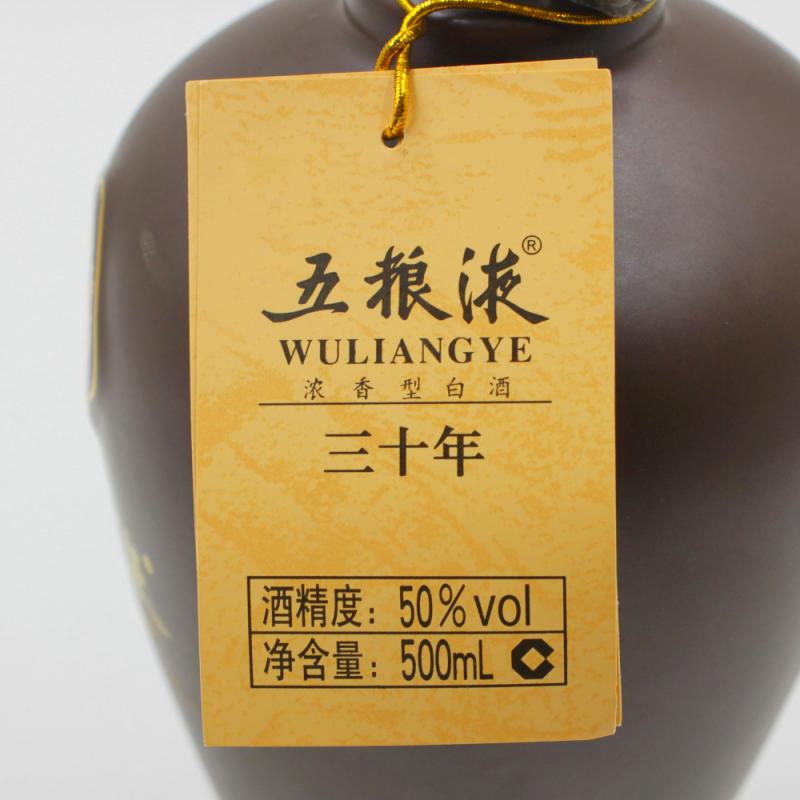 五粮液®
WULIANGYE
浓香型白酒
三十年
酒精度：50%vol
净含量：500mL